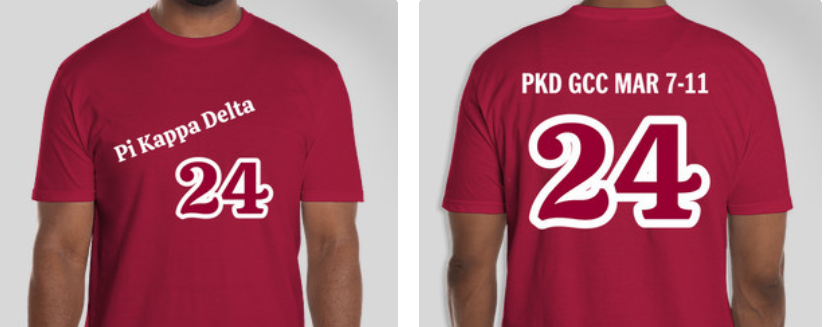 Pi Kappa Delta
24
PKD GCC MAR 7-11
24